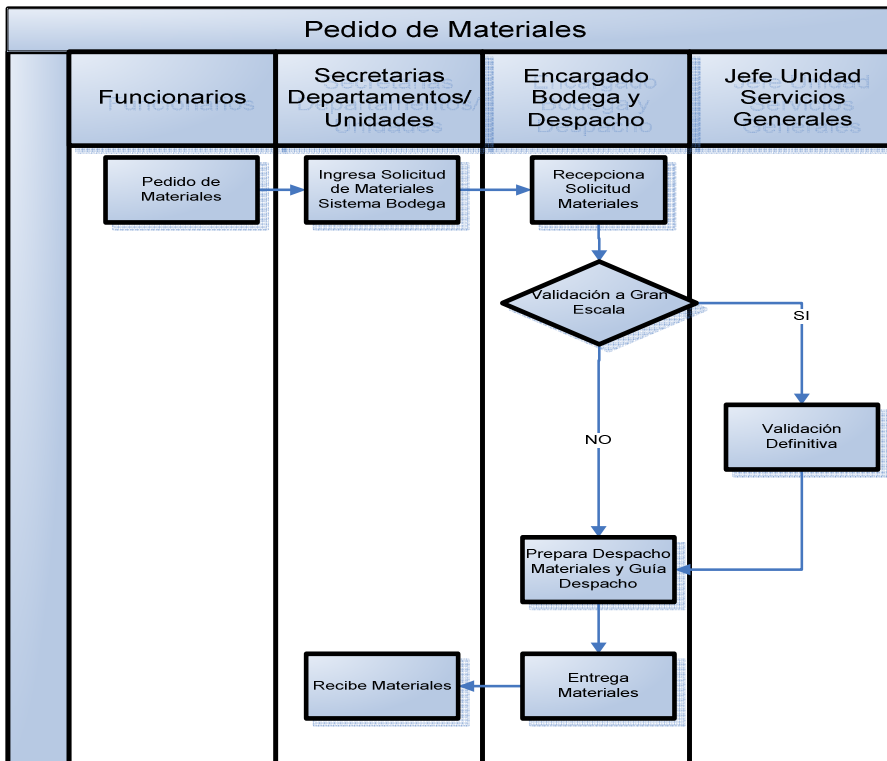 Pedido de Materiales
Funcionarios
Secretarias
Departamentos/
Unidades
Encargado
Bodega y
Despacho
Jefe Unidad
Servicios
Generales
Pedido de
Materiales
Ingresa Solicitud
de Materiales
Sistema Bodega
Recepciona
Solicitud
Materiales
Validación a Gran
Escala
SI
Validación
Definitiva
NO
Prepara Despacho
Materiales y Guía
Despacho
Entrega
Materiales
Recibe Materiales